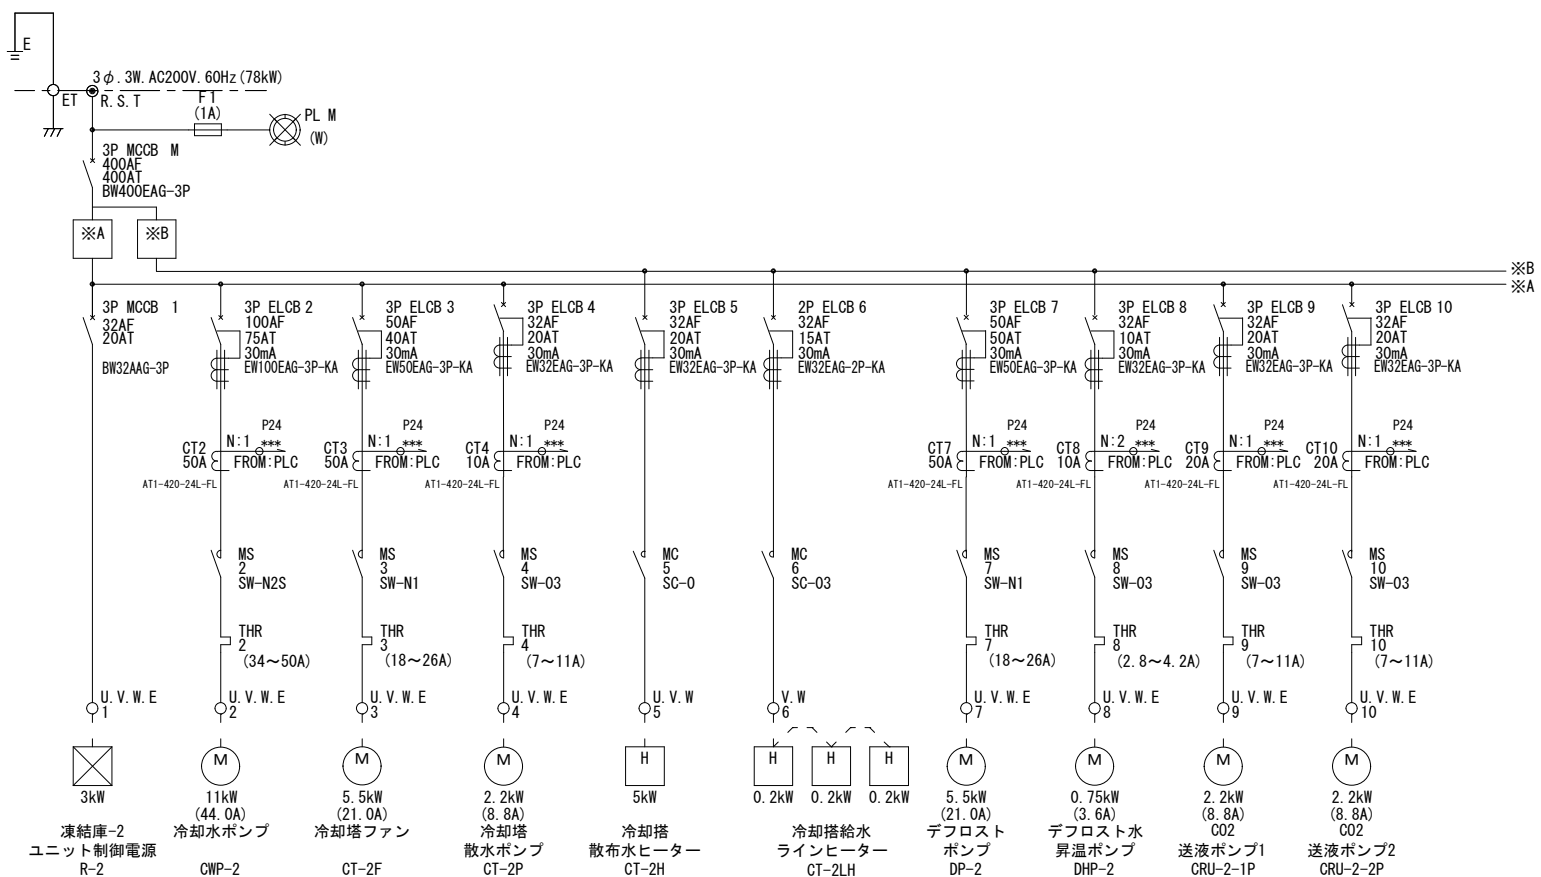 E
3φ.3W.AC200V.60Hz(78kW)
ET
R.S.T
F1
(1A)
PL M
(W)
3P MCCB M
400AF
400AT
BW400EAG-3P
※A
※B
※B
※A
3P MCCB 1
32AF
20AT
BW32AAG-3P
3P ELCB 2
100AF
75AT
30mA
EW100EAG-3P-KA
3P ELCB 3
50AF
40AT
30mA
EW50EAG-3P-KA
3P ELCB 4
32AF
20AT
30mA
EW32EAG-3P-KA
3P ELCB 5
32AF
20AT
30mA
EW32EAG-3P-KA
2P ELCB 6
32AF
15AT
30mA
EW32EAG-2P-KA
3P ELCB 7
50AF
50AT
30mA
EW50EAG-3P-KA
3P ELCB 8
32AF
10AT
30mA
EW32EAG-3P-KA
3P ELCB 9
32AF
20AT
30mA
EW32EAG-3P-KA
3P ELCB 10
32AF
20AT
30mA
EW32EAG-3P-KA
P24
CT2 N:1 ***
50A FROM:PLC
AT1-420-24L-FL
P24
CT3 N:1 ***
50A FROM:PLC
AT1-420-24L-FL
P24
CT4 N:1 ***
10A FROM:PLC
AT1-420-24L-FL
P24
CT7 N:1 ***
50A FROM:PLC
AT1-420-24L-FL
P24
CT8 N:2 ***
10A FROM:PLC
AT1-420-24L-FL
P24
CT9 N:1 ***
20A FROM:PLC
AT1-420-24L-FL
P24
CT10 N:1 ***
20A FROM:PLC
AT1-420-24L-FL
MS
2
SW-N2S
MS
3
SW-N1
MS
4
SW-03
MC
5
SC-0
MC
6
SC-03
MS
7
SW-N1
MS
8
SW-03
MS
9
SW-03
MS
10
SW-03
THR
2
(34～50A)
THR
3
(18～26A)
THR
4
(7～11A)
THR
7
(18～26A)
THR
8
(2.8～4.2A)
THR
9
(7～11A)
THR
10
(7～11A)
U.V.W.E
1
U.V.W.E
2
U.V.W.E
3
U.V.W.E
4
U.V.W
5
V.W
6
U.V.W.E
7
U.V.W.E
8
U.V.W.E
9
U.V.W.E
10
3kW
凍結庫-2
ユニット制御電源
R-2
M
11kW
(44.0A)
冷却水ポンプ
CWP-2
M
5.5kW
(21.0A)
冷却塔ファン
CT-2F
M
2.2kW
(8.8A)
冷却塔
散水ポンプ
CT-2P
H
5kW
冷却搭
散布水ヒーター
CT-2H
H H H
0.2kW 0.2kW 0.2kW
冷却搭給水
ラインヒーター
CT-2LH
M
5.5kW
(21.0A)
デフロスト
ポンプ
DP-2
M
0.75kW
(3.6A)
デフロスト水
昇温ポンプ
DHP-2
M
2.2kW
(8.8A)
CO2
送液ポンプ1
CRU-2-1P
M
2.2kW
(8.8A)
CO2
送液ポンプ2
CRU-2-2P